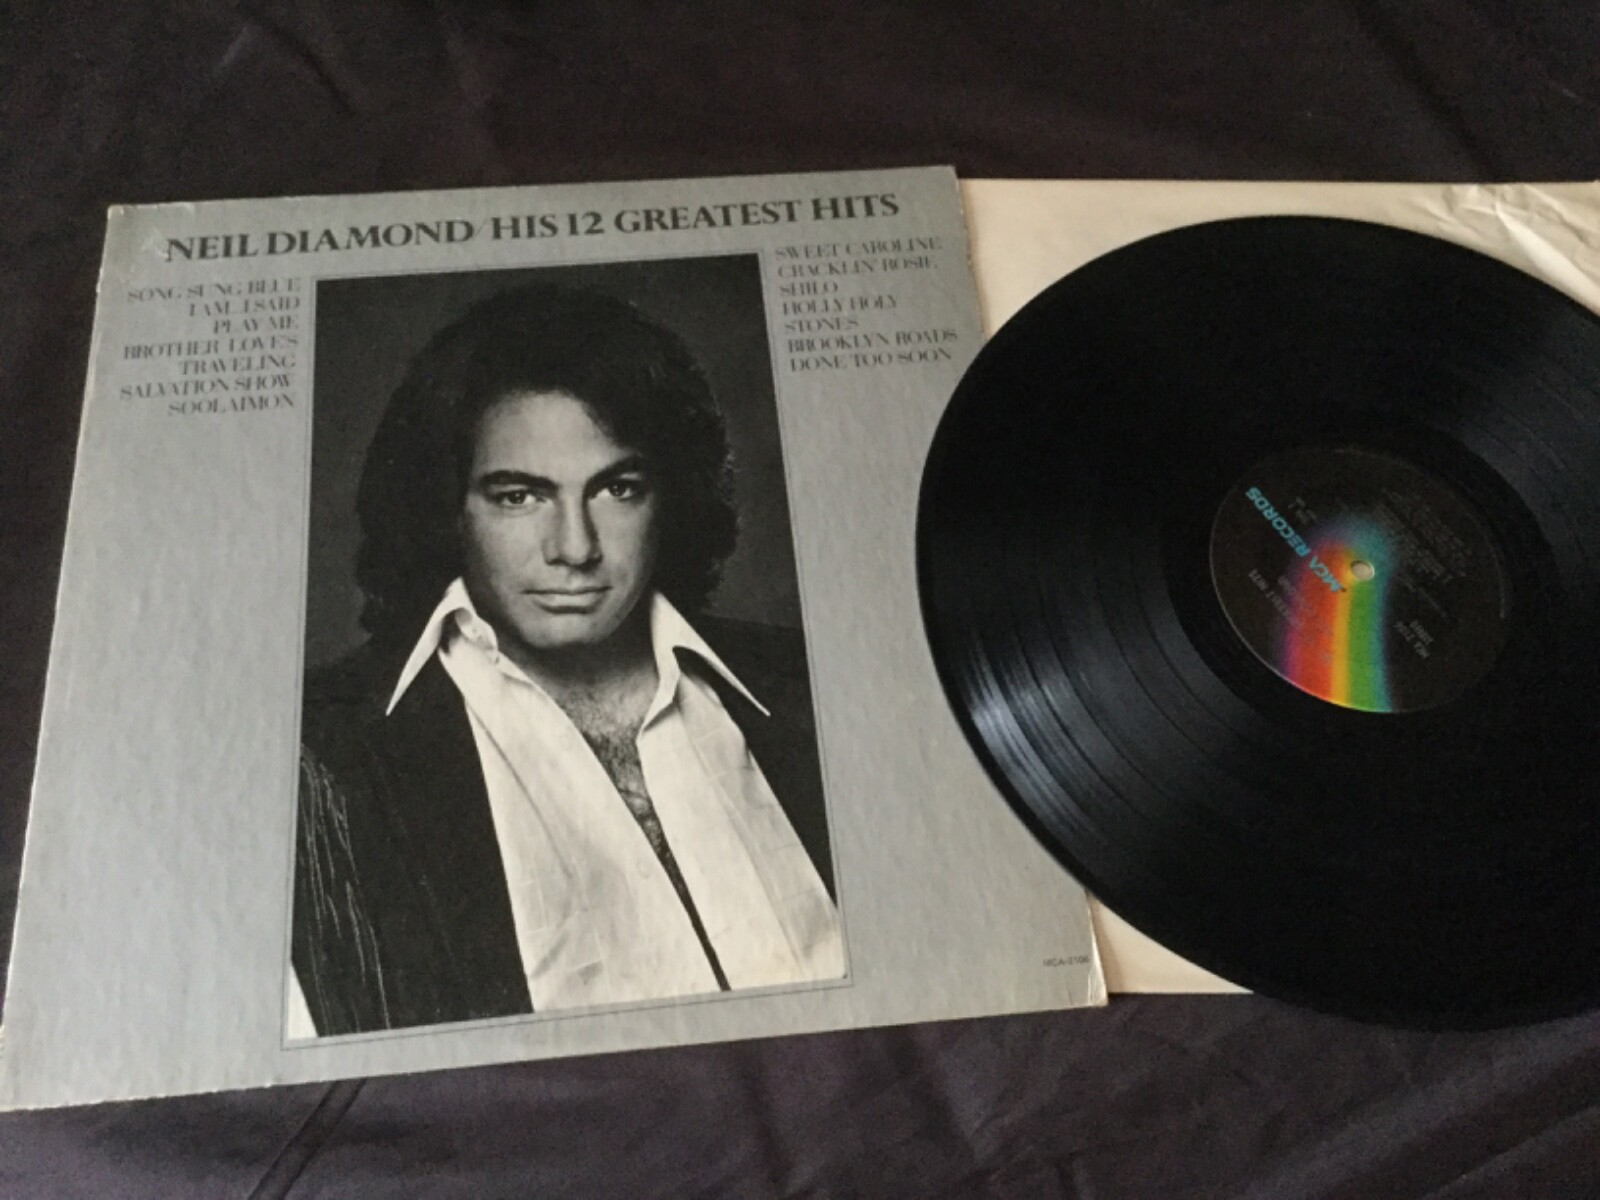 NEIL DIAMOND/HIS 12 GREATEST HITS
SONG SUNG BLUE
I AM...I SAID
PLAY ME
BROTHER LOVE'S
TRAVELING
SALVATION SHOW
SOOLAIMON
SWEET CAROLINE
CRACKLIN' ROSIE
SHILO
HOLLY HOLY
STONES
BROOKLYN ROADS
DONE TOO SOON
MCA-2106
MCA RECORDS